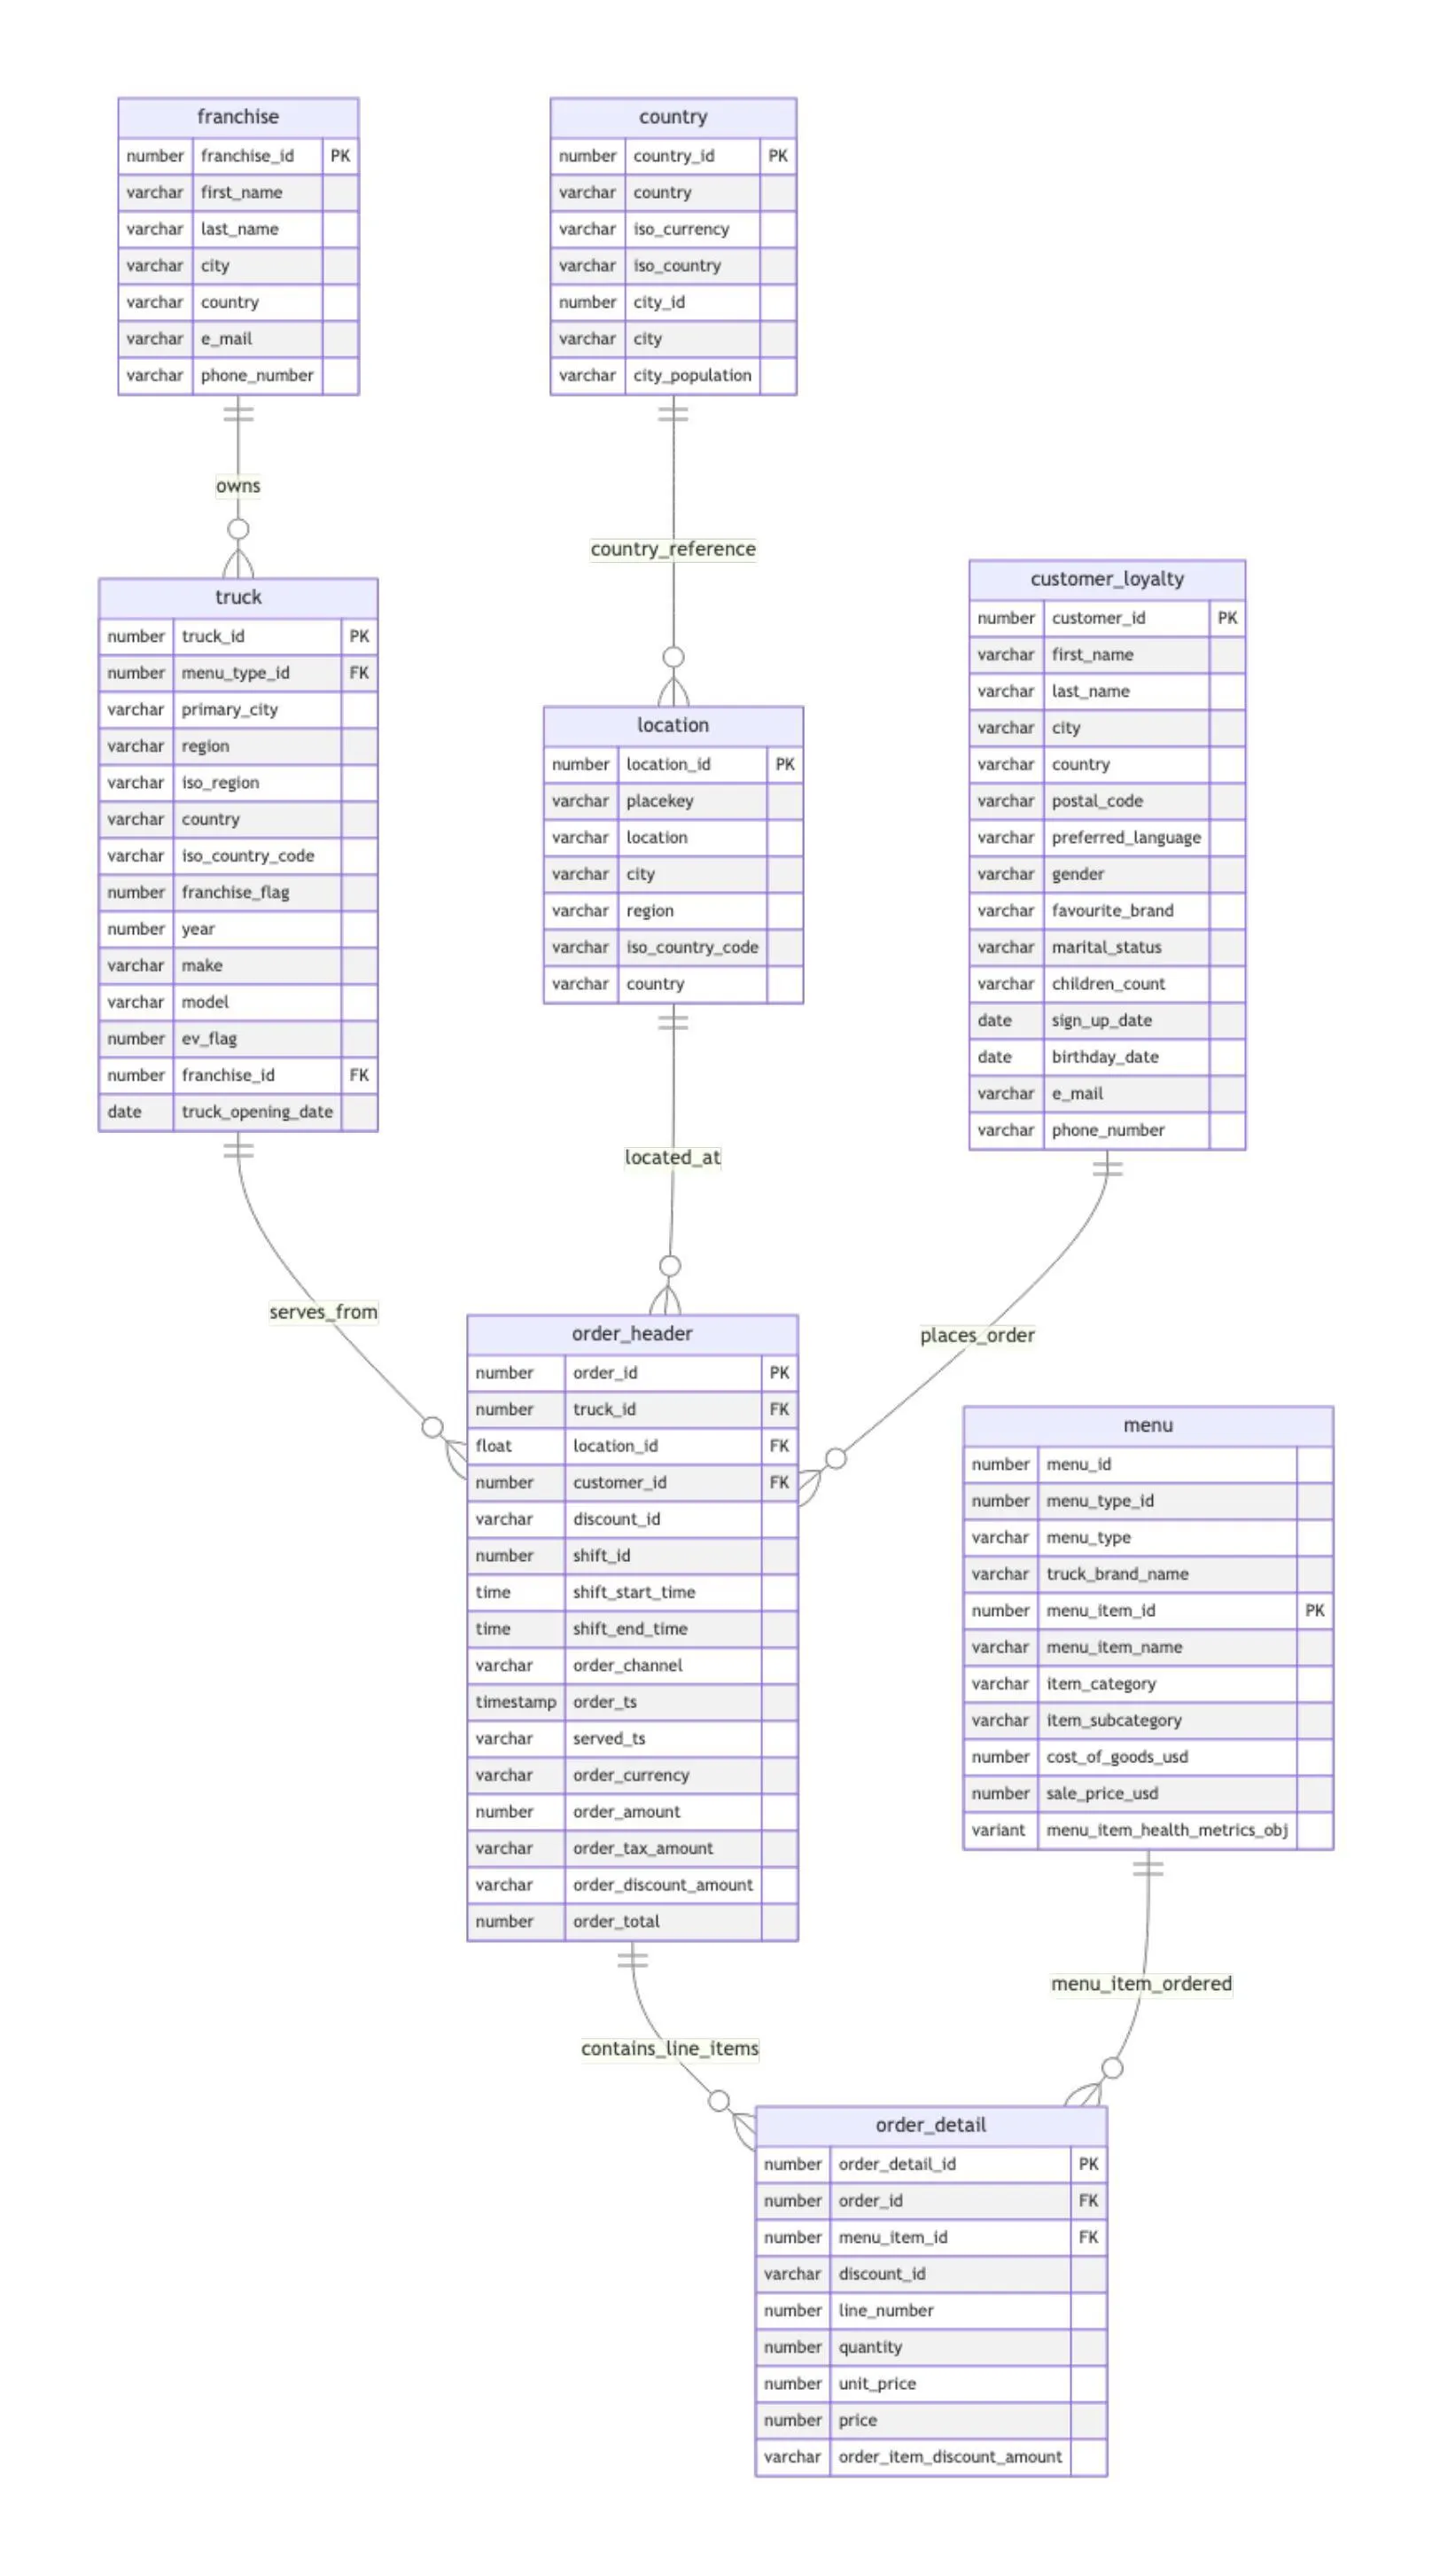 franchise
number franchise_id PK
varchar first_name
varchar last_name
varchar city
varchar country
varchar e_mail
varchar phone_number
country
number country_id PK
varchar country
varchar iso_currency
varchar iso_country
number city_id
varchar city
varchar city_population
owns
country_reference
truck
number truck_id PK
number menu_type_id FK
varchar primary_city
varchar region
varchar iso_region
varchar country
varchar iso_country_code
number franchise_flag
number year
varchar make
varchar model
number ev_flag
number franchise_id FK
date truck_opening_date
location
number location_id PK
varchar placekey
varchar location
varchar city
varchar region
varchar iso_country_code
varchar country
customer_loyalty
number customer_id PK
varchar first_name
varchar last_name
varchar city
varchar country
varchar postal_code
varchar preferred_language
varchar gender
varchar favourite_brand
varchar marital_status
varchar children_count
date sign_up_date
date birthday_date
varchar e_mail
varchar phone_number
located_at
serves_from
places_order
order_header
number order_id PK
number truck_id FK
float location_id FK
number customer_id FK
varchar discount_id
number shift_id
time shift_start_time
time shift_end_time
varchar order_channel
timestamp order_ts
varchar served_ts
varchar order_currency
number order_amount
varchar order_tax_amount
varchar order_discount_amount
number order_total
menu
number menu_id
number menu_type_id
varchar menu_type
varchar truck_brand_name
number menu_item_id PK
varchar menu_item_name
varchar item_category
varchar item_subcategory
number cost_of_goods_usd
number sale_price_usd
variant menu_item_health_metrics_obj
menu_item_ordered
contains_line_items
order_detail
number order_detail_id PK
number order_id FK
number menu_item_id FK
varchar discount_id
number line_number
number quantity
number unit_price
number price
varchar order_item_discount_amount